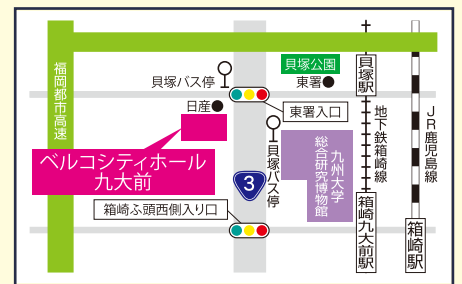 福岡都市高速
貝塚バス停
貝塚公園
東署●
貝塚駅
日産●
東署入口
ベルコシティホール
九大前
3
貝塚バス停
九州大学
総合研究博物館
地下鉄箱崎線
JR鹿児島線
箱崎ふ頭西側入り口
箱崎九大前駅
箱崎駅